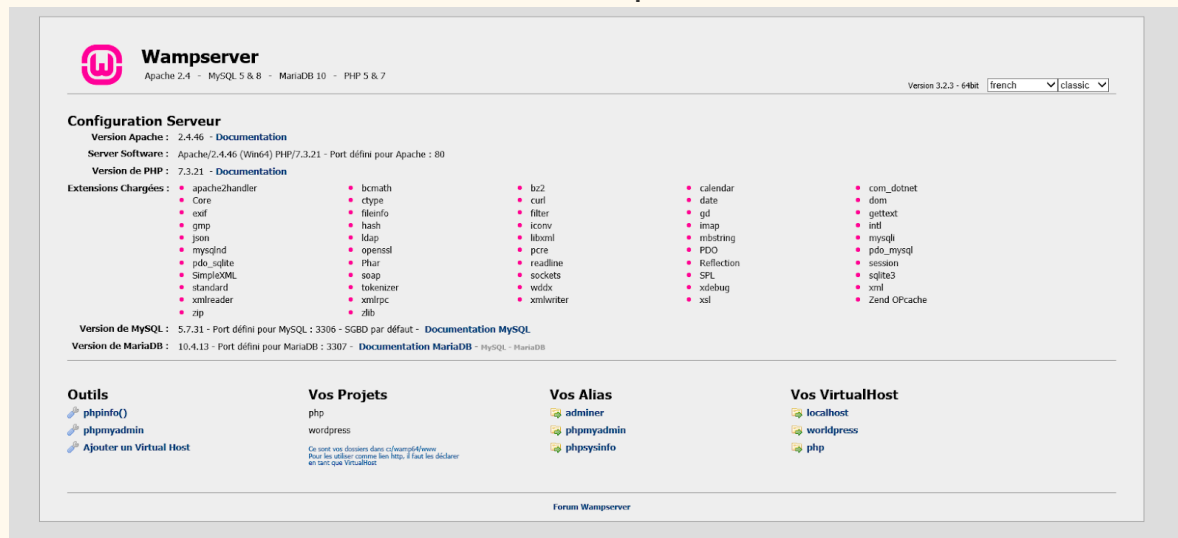 Wampserver
Apache 2.4 - MySQL 5 & 8 - MariaDB 10 - PHP 5 & 7
Version 3.2.3 - 64bit french classic
Configuration Serveur
Version Apache : 2.4.46 - Documentation
Server Software : Apache/2.4.46 (Win64) PHP/7.3.21 - Port défini pour Apache : 80
Version de PHP : 7.3.21 - Documentation
Extensions Chargées : • apache2handler • bcmath • bz2 • calendar • com_dotnet
• Core • ctype • curl • date • dom
• exif • fileinfo • filter • gd • gettext
• gmp • hash • iconv • imap • intl
• json • ldap • libxml • mbstring • mysqli
• mysqlnd • openssl • pcre • PDO • pdo_mysql
• pdo_sqlite • Phar • readline • Reflection • session
• SimpleXML • soap • sockets • SPL • sqlite3
• standard • tokenizer • wddx • xdebug • xml
• xmlreader • xmlrpc • xmlwriter • xsl • Zend OPcache
• zip • zlib
Version de MySQL : 5.7.31 - Port défini pour MySQL : 3306 - SGBD par défaut - Documentation MySQL
Version de MariaDB : 10.4.13 - Port défini pour MariaDB : 3307 - Documentation MariaDB - MySQL - MariaDB
Outils
phpinfo()
phpmyadmin
Ajouter un Virtual Host
Vos Projets
php
wordpress
Ce sont vos dossiers dans c:/wamp64/www
Pour les utiliser comme lien http, il faut les déclarer
en tant que VirtualHost
Vos Alias
adminer
phpmyadmin
phpsysinfo
Vos VirtualHost
localhost
worldpress
php
Forum Wampserver